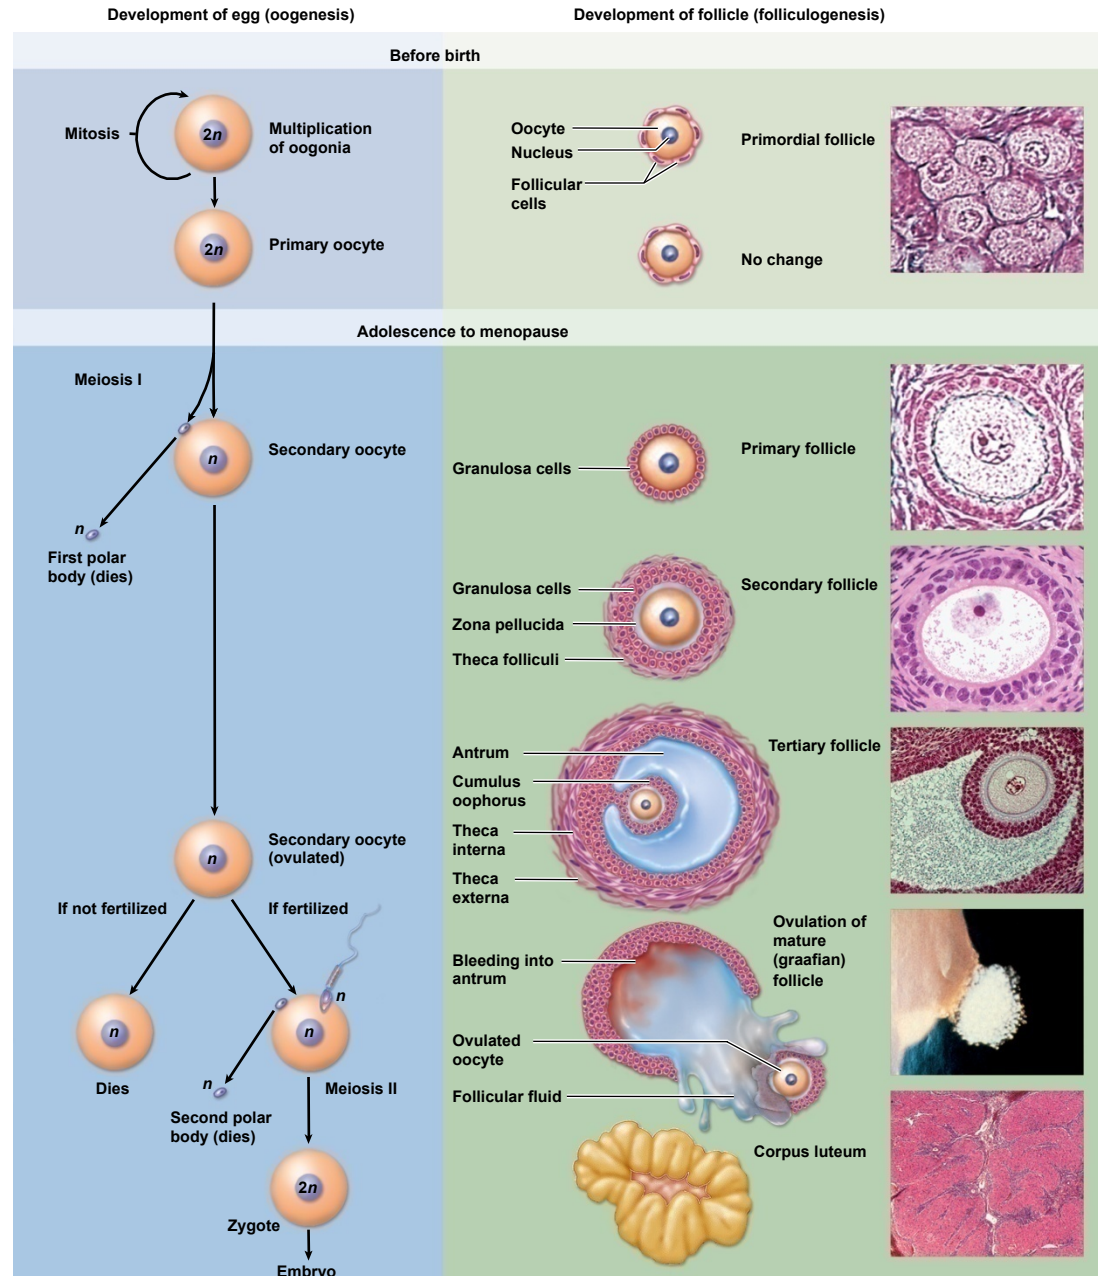 Development of egg (oogenesis)
Development of follicle (folliculogenesis)
Before birth
Mitosis
2n
Multiplication
of oogonia
2n
Primary oocyte
Oocyte
Nucleus
Follicular
cells
Primordial follicle
No change
Adolescence to menopause
Meiosis I
n
Secondary oocyte
n
First polar
body (dies)
Granulosa cells
Primary follicle
Granulosa cells
Zona pellucida
Theca folliculi
Secondary follicle
Antrum
Cumulus
oophorus
Theca
interna
Theca
externa
Tertiary follicle
n
Secondary oocyte
(ovulated)
If not fertilized
If fertilized
n
n
n
Dies
n
Second polar
body (dies)
Meiosis II
2n
Zygote
Embryo
Bleeding into
antrum
Ovulated
oocyte
Follicular fluid
Ovulation of
mature
(graafian)
follicle
Corpus luteum